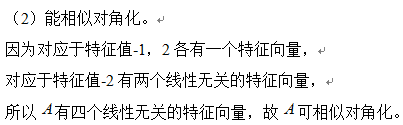 （2）能相似对角化。
因为对应于特征值-1，2各有一个特征向量，
对应于特征值-2有两个线性无关的特征向量，
所以A有四个线性无关的特征向量，故A可相似对角化。